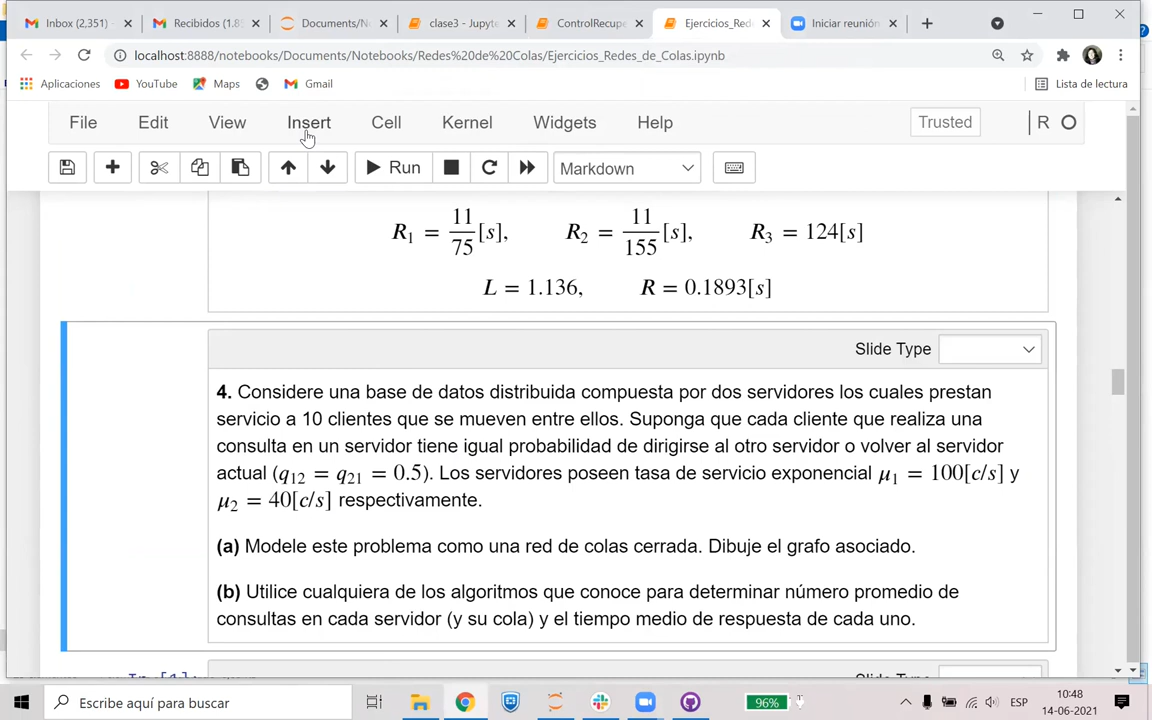 Inbox (2,351)
Recibidos (1.85
Documents/N
clase3 - Jupyte
ControlRecupe
Ejercicios_Red
Iniciar reunión
localhost:8888/notebooks/Documents/Notebooks/Redes%20de%20Colas/Ejercicios_Redes_de_Colas.ipynb
Aplicaciones YouTube Maps Gmail Lista de lectura
File Edit View Insert Cell Kernel Widgets Help Trusted R
Run Markdown
R₁ = 11/75 [s], R₂ = 11/155 [s], R₃ = 124[s]
L = 1.136, R = 0.1893[s]
Slide Type
4. Considere una base de datos distribuida compuesta por dos servidores los cuales prestan
servicio a 10 clientes que se mueven entre ellos. Suponga que cada cliente que realiza una
consulta en un servidor tiene igual probabilidad de dirigirse al otro servidor o volver al servidor
actual (q₁₂ = q₂₁ = 0.5). Los servidores poseen tasa de servicio exponencial μ₁ = 100[c/s] y
μ₂ = 40[c/s] respectivamente.
(a) Modele este problema como una red de colas cerrada. Dibuje el grafo asociado.
(b) Utilice cualquiera de los algoritmos que conoce para determinar número promedio de
consultas en cada servidor (y su cola) y el tiempo medio de respuesta de cada uno.
In [1]:
Escribe aquí para buscar
96%
ESP
10:48
14-06-2021